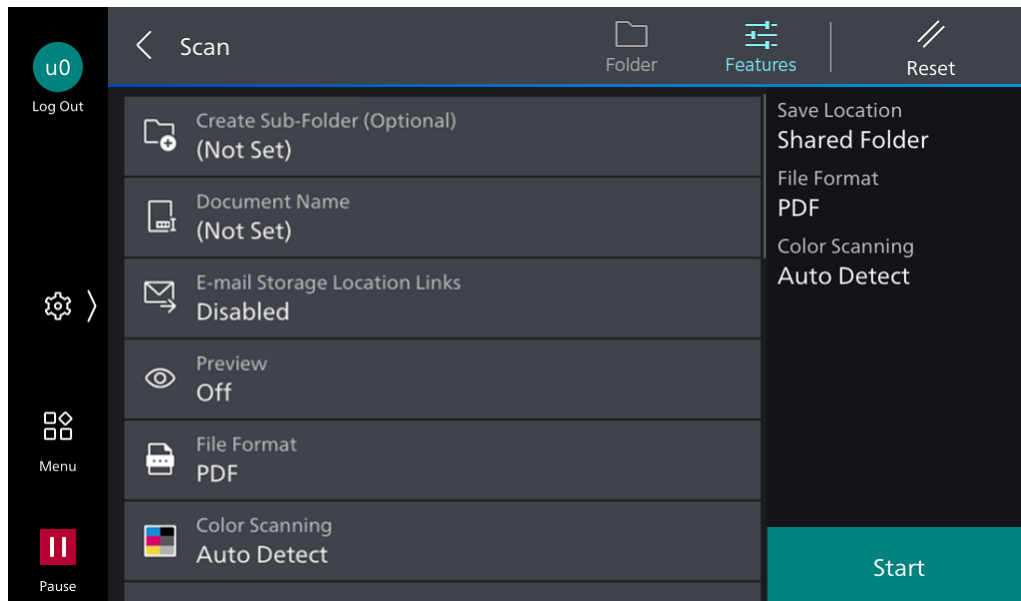 u0
Log Out
Scan
Folder
Features
Reset
Create Sub-Folder (Optional)
(Not Set)
Document Name
(Not Set)
E-mail Storage Location Links
Disabled
Preview
Off
File Format
PDF
Color Scanning
Auto Detect
Save Location
Shared Folder
File Format
PDF
Color Scanning
Auto Detect
Menu
Pause
Start